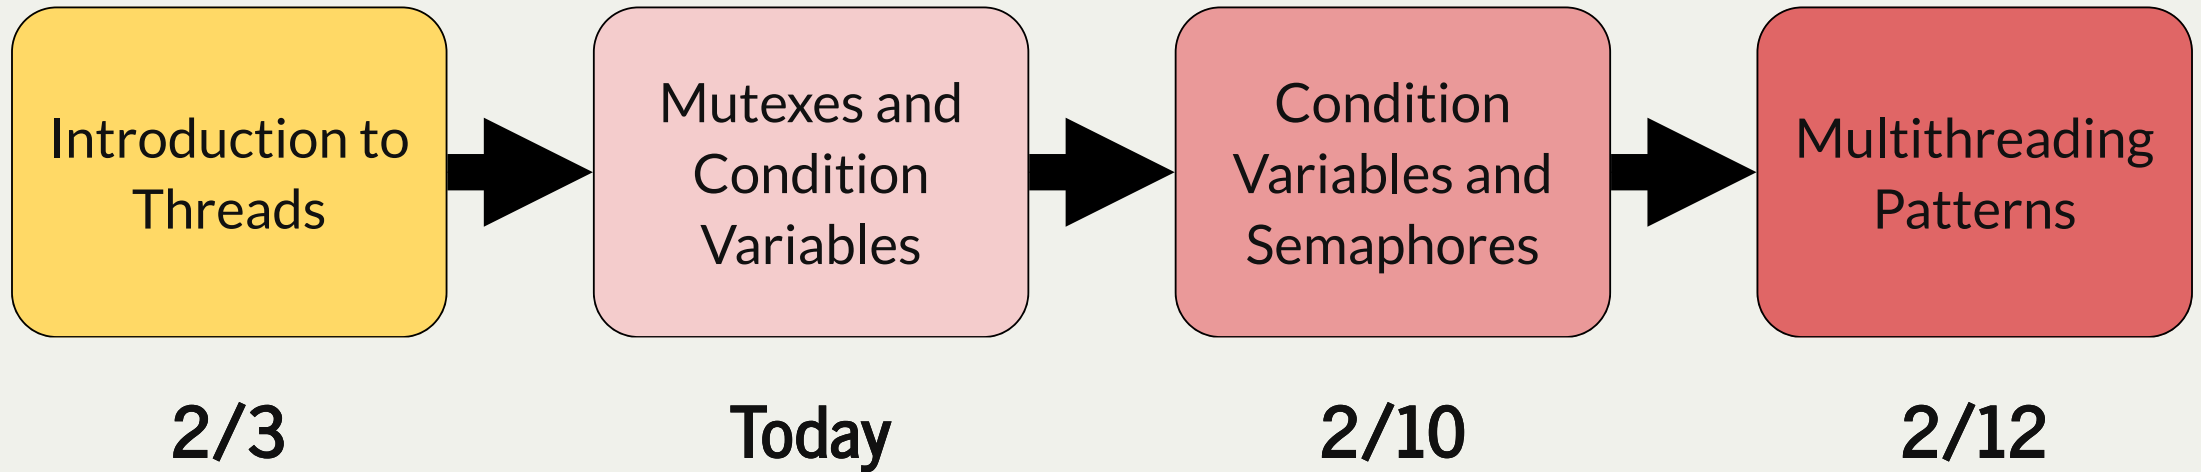 Introduction to
Threads
Mutexes and
Condition
Variables
Condition
Variables and
Semaphores
Multithreading
Patterns
2/3
Today
2/10
2/12